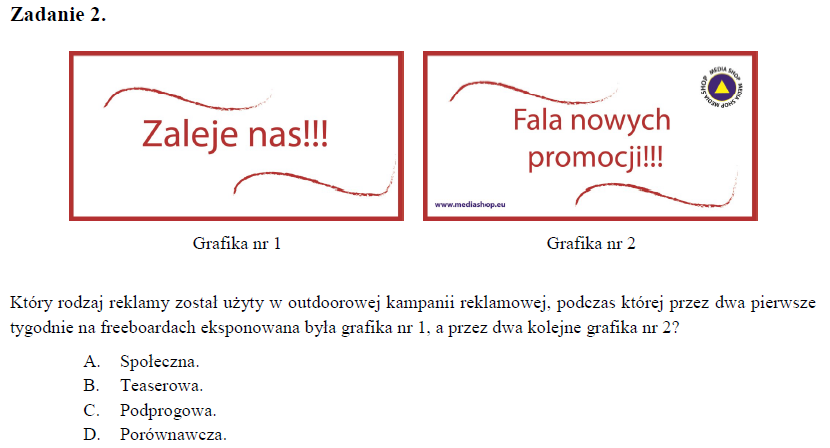 Zadanie 2.
Zaleje nas!!!
MEDIA SHOP MEDIA SHOP MEDIA SHOP
Fala nowych
promocji!!!
www.mediashop.eu
Grafika nr 1
Grafika nr 2
Który rodzaj reklamy został użyty w outdoorowej kampanii reklamowej, podczas której przez dwa pierwsze
tygodnie na freeboardach eksponowana była grafika nr 1, a przez dwa kolejne grafika nr 2?
A. Społeczna.
B. Teaserowa.
C. Podprogowa.
D. Porównawcza.